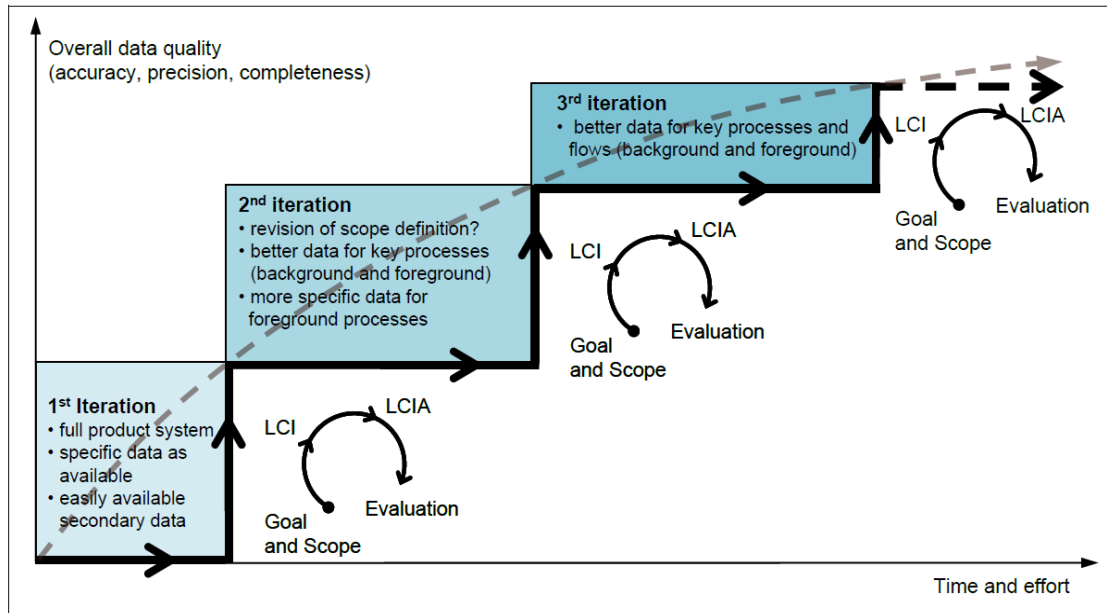 Overall data quality
(accuracy, precision, completeness)
3rd iteration
• better data for key processes and
flows (background and foreground)
LCI
LCIA
Goal
and Scope
Evaluation
2nd iteration
• revision of scope definition?
• better data for key processes
(background and foreground)
• more specific data for
foreground processes
LCI
LCIA
Goal
and Scope
Evaluation
1st Iteration
• full product system
• specific data as
available
• easily available
secondary data
LCI
LCIA
Goal
and Scope
Evaluation
Time and effort